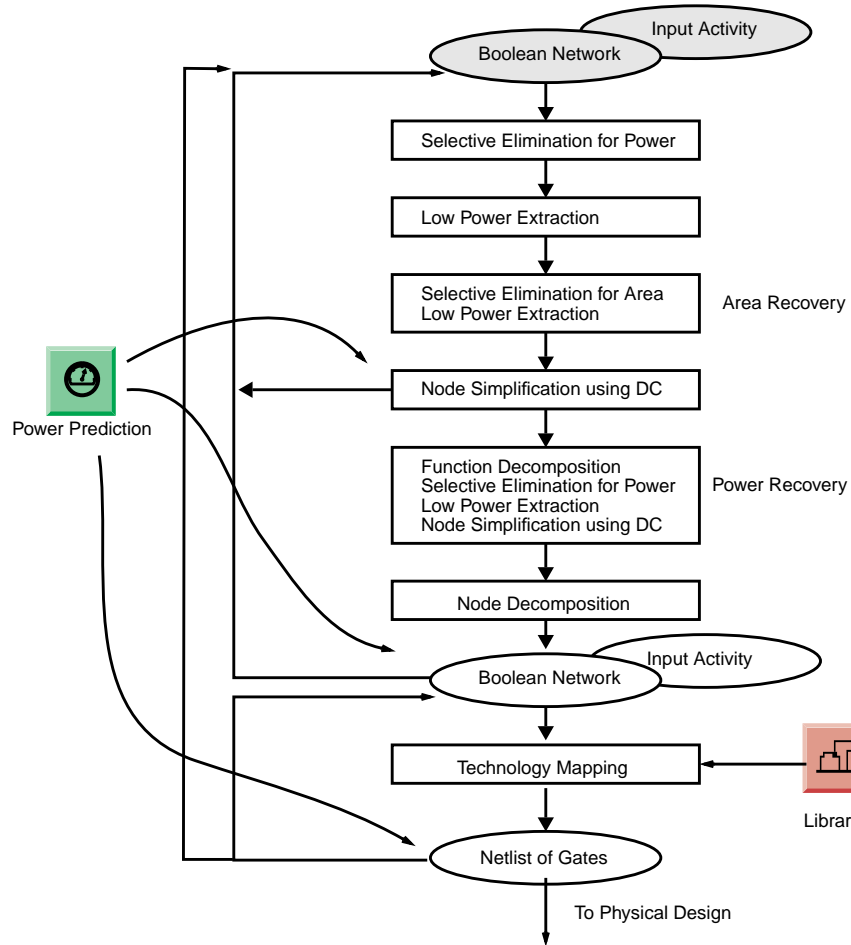 Input Activity
Boolean Network
Selective Elimination for Power
Low Power Extraction
Selective Elimination for Area
Low Power Extraction
Area Recovery
Node Simplification using DC
Power Prediction
Function Decomposition
Selective Elimination for Power
Low Power Extraction
Node Simplification using DC
Power Recovery
Node Decomposition
Input Activity
Boolean Network
Technology Mapping
Librar
Netlist of Gates
To Physical Design